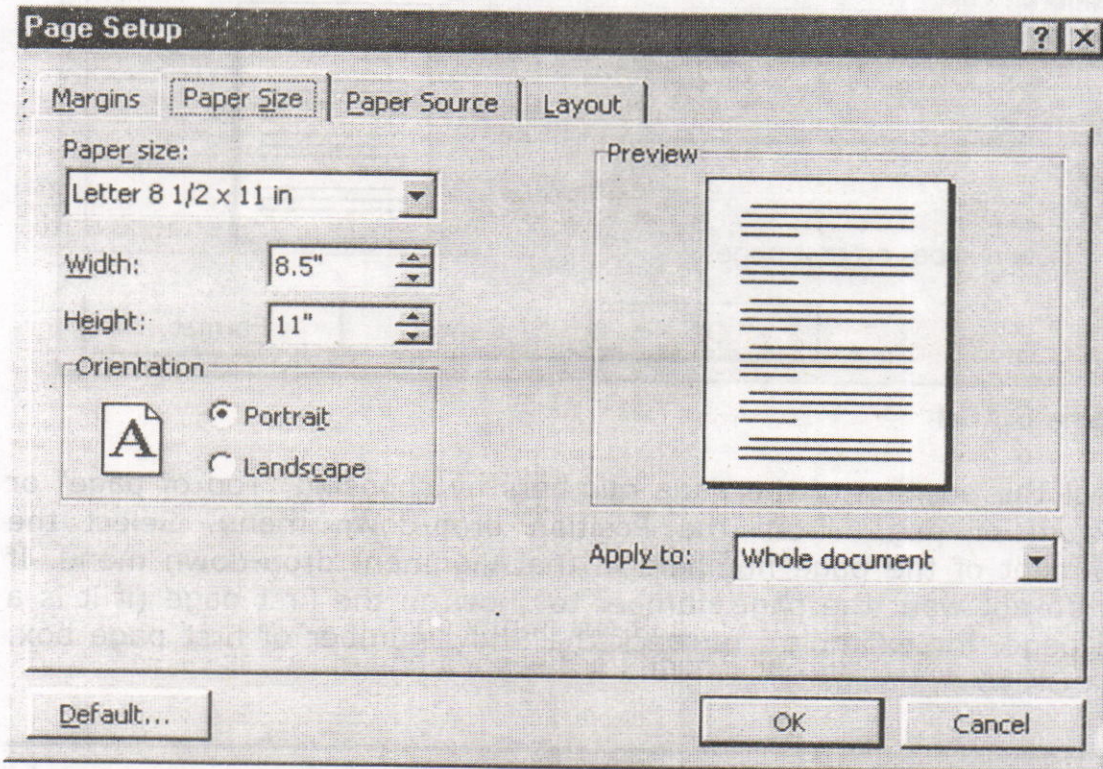 Page Setup
? X
Margins Paper Size Paper Source Layout
Paper size:
Letter 8 1/2 x 11 in
Width: 8.5"
Height: 11"
Orientation
A
Portrait
Landscape
Preview
Apply to: Whole document
Default... OK Cancel